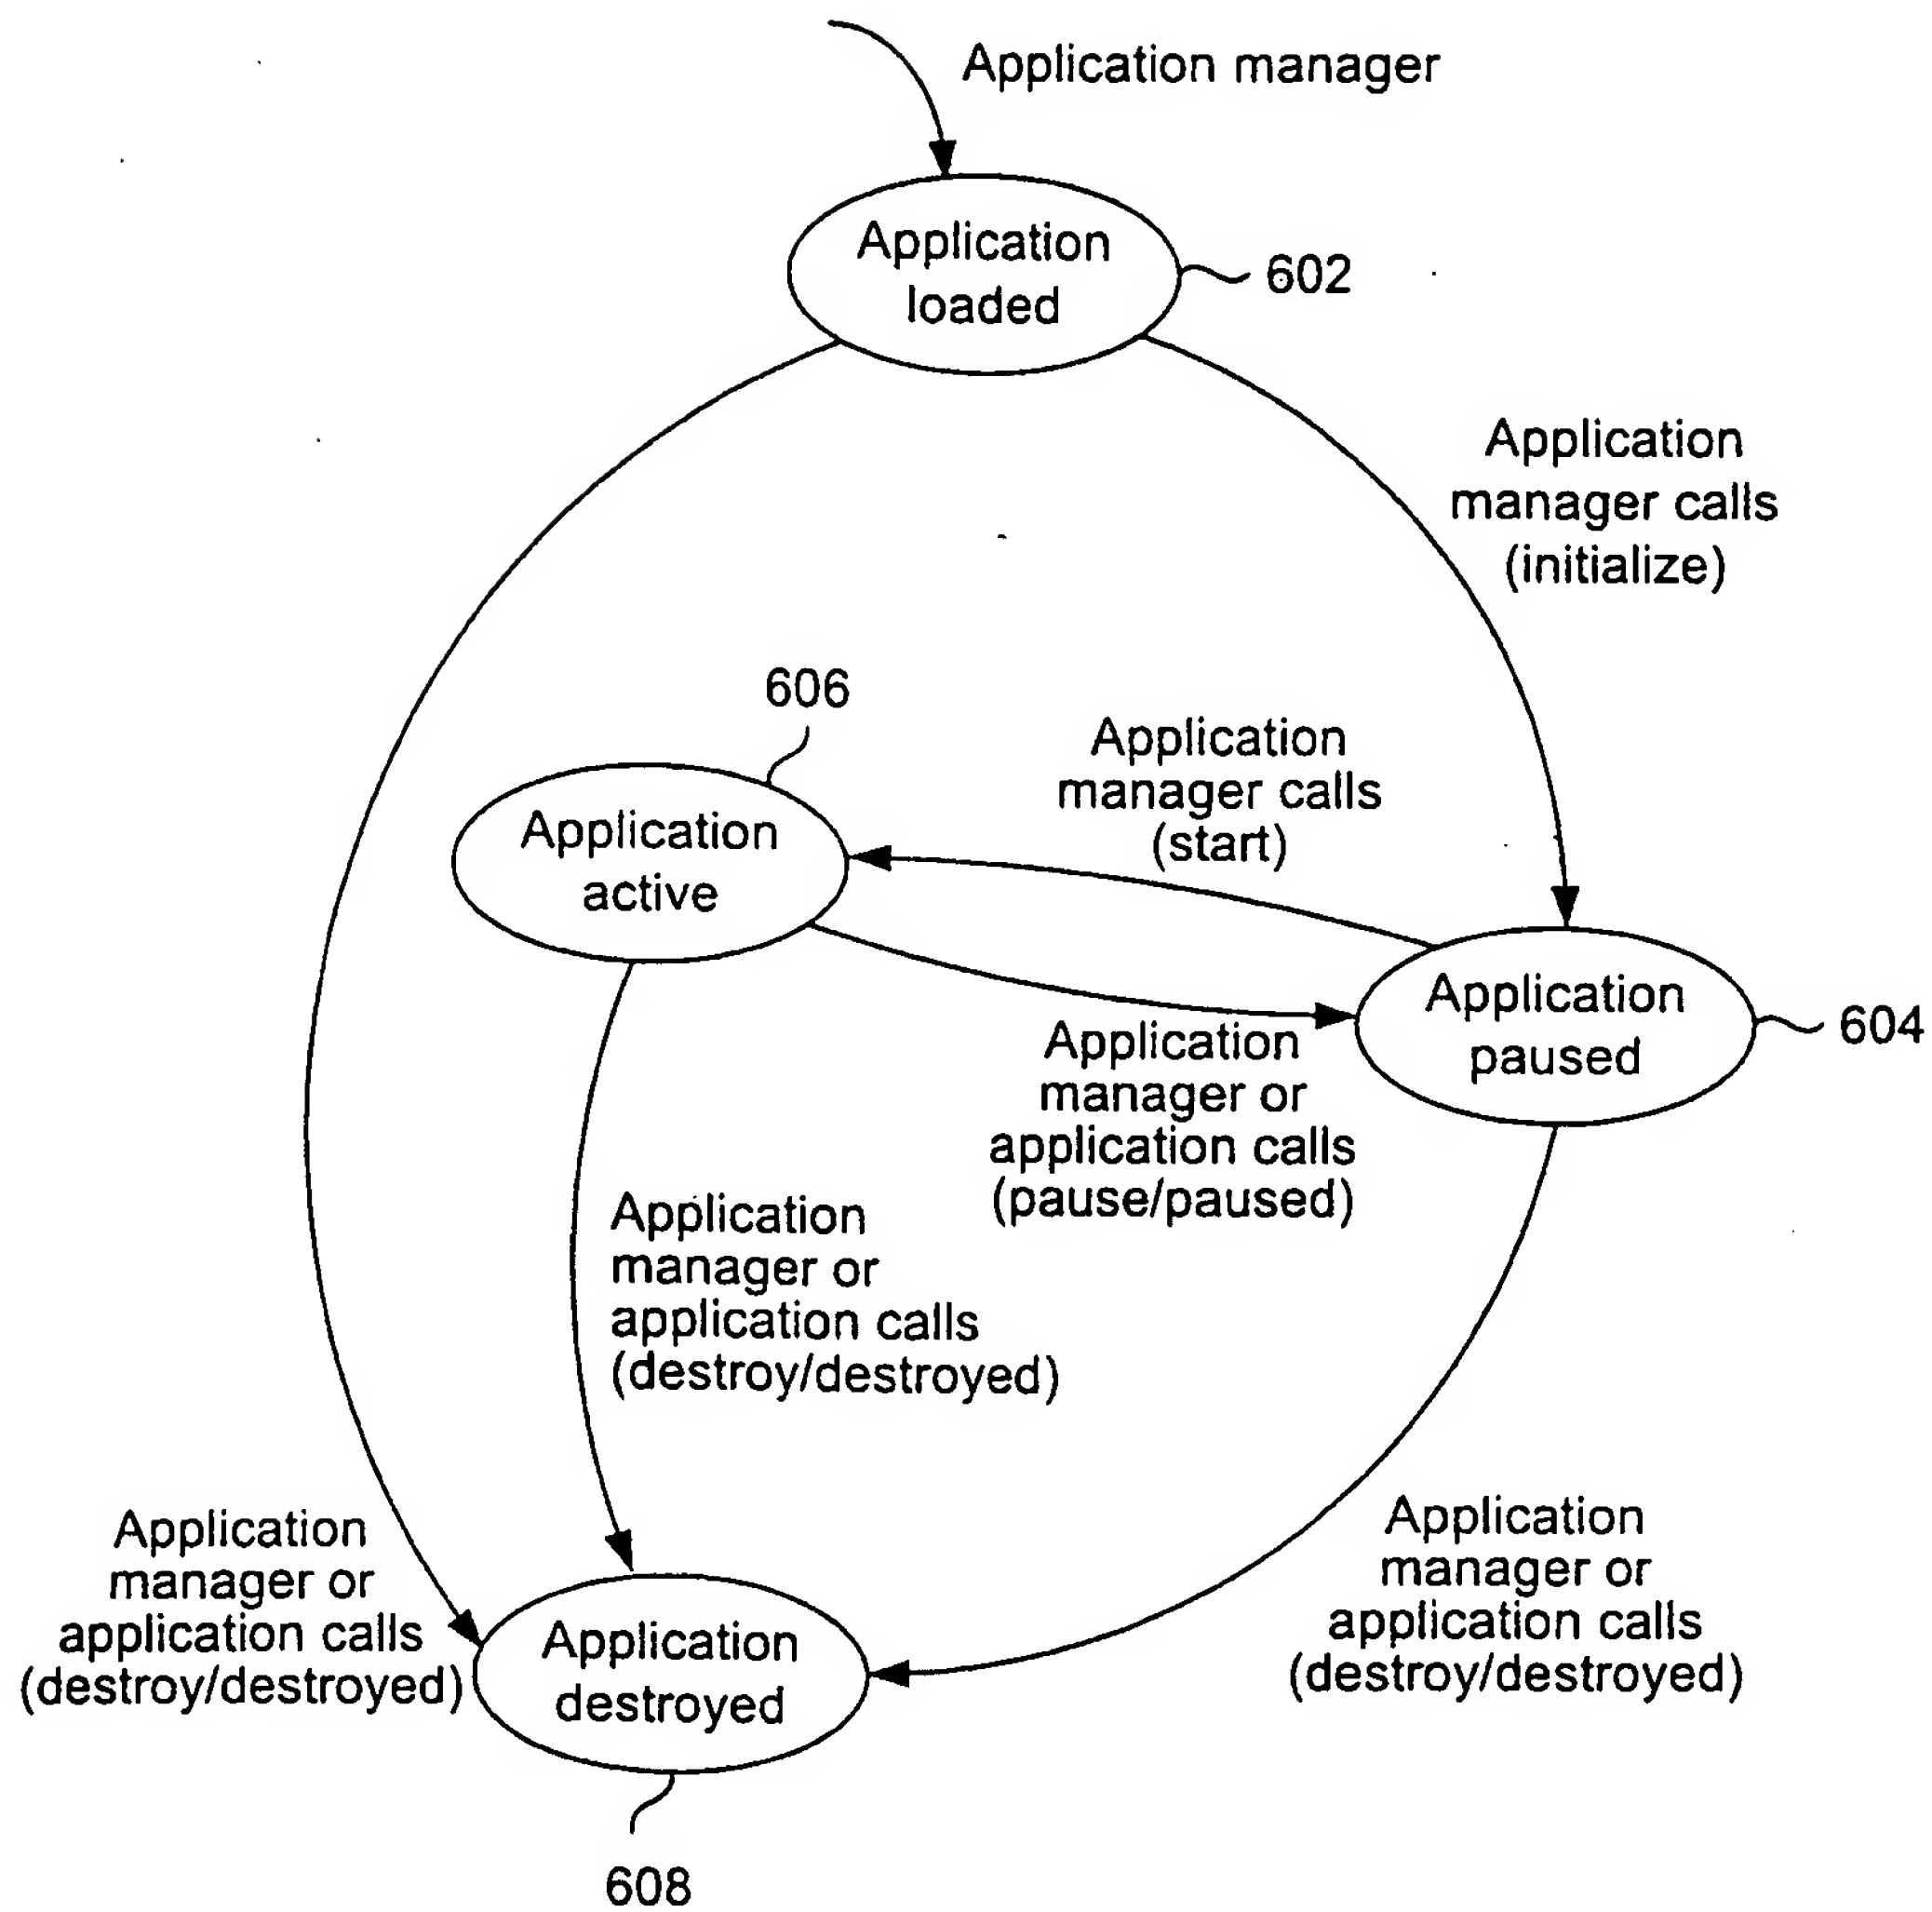 Application manager
Application
loaded
602
Application
manager calls
(initialize)
606
Application
manager calls
(start)
Application
active
Application
paused
604
Application
manager or
application calls
(pause/paused)
Application
manager or
application calls
(destroy/destroyed)
Application
manager or
application calls
(destroy/destroyed)
Application
manager or
application calls
(destroy/destroyed)
Application
destroyed
608